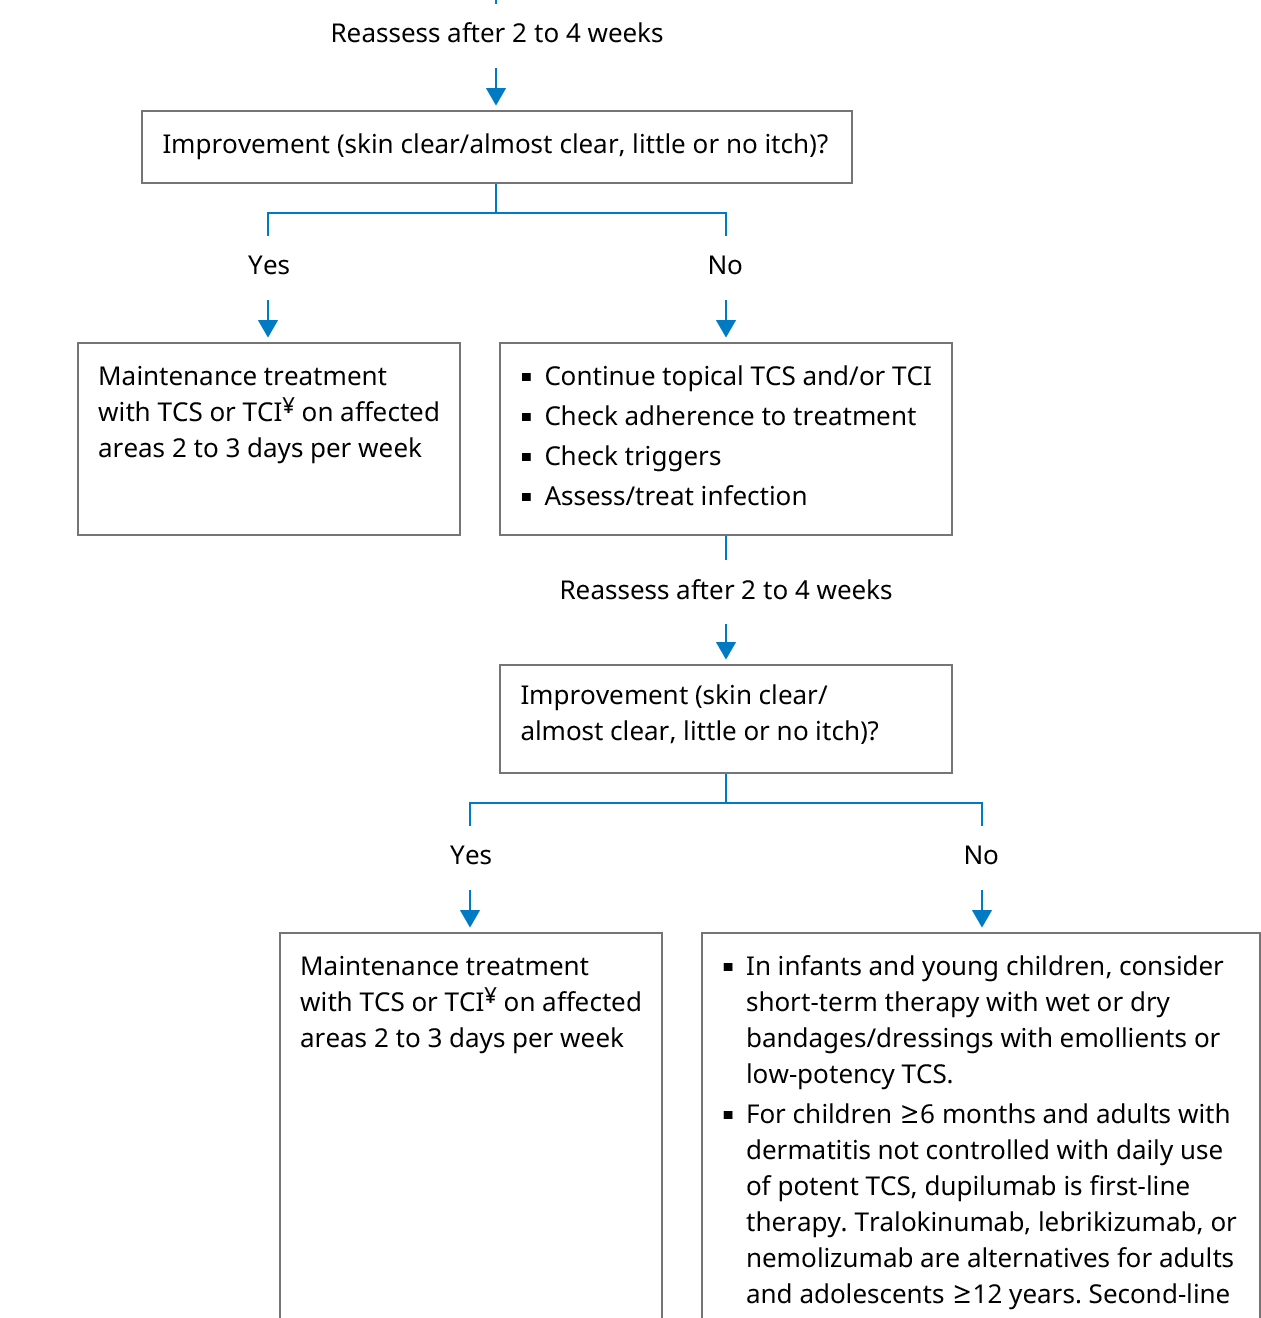 Reassess after 2 to 4 weeks
Improvement (skin clear/almost clear, little or no itch)?
Yes
No
Maintenance treatment
with TCS or TCI¥ on affected
areas 2 to 3 days per week
▪ Continue topical TCS and/or TCI
▪ Check adherence to treatment
▪ Check triggers
▪ Assess/treat infection
Reassess after 2 to 4 weeks
Improvement (skin clear/
almost clear, little or no itch)?
Yes
No
Maintenance treatment
with TCS or TCI¥ on affected
areas 2 to 3 days per week
▪ In infants and young children, consider
short-term therapy with wet or dry
bandages/dressings with emollients or
low-potency TCS.
▪ For children ≥6 months and adults with
dermatitis not controlled with daily use
of potent TCS, dupilumab is first-line
therapy. Tralokinumab, lebrikizumab, or
nemolizumab are alternatives for adults
and adolescents ≥12 years. Second-line